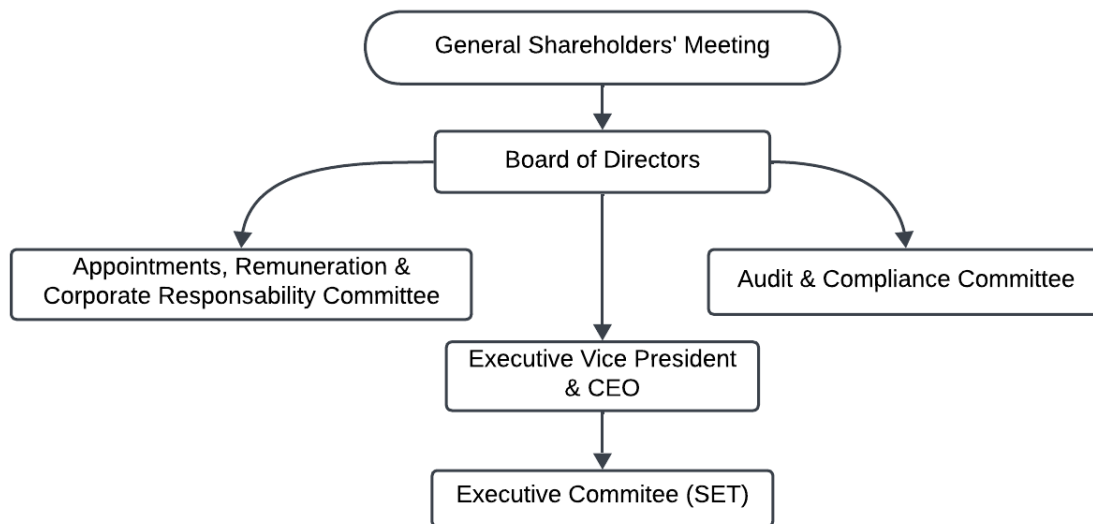 General Shareholders' Meeting
Board of Directors
Appointments, Remuneration &
Corporate Responsability Committee
Audit & Compliance Committee
Executive Vice President
& CEO
Executive Commitee (SET)